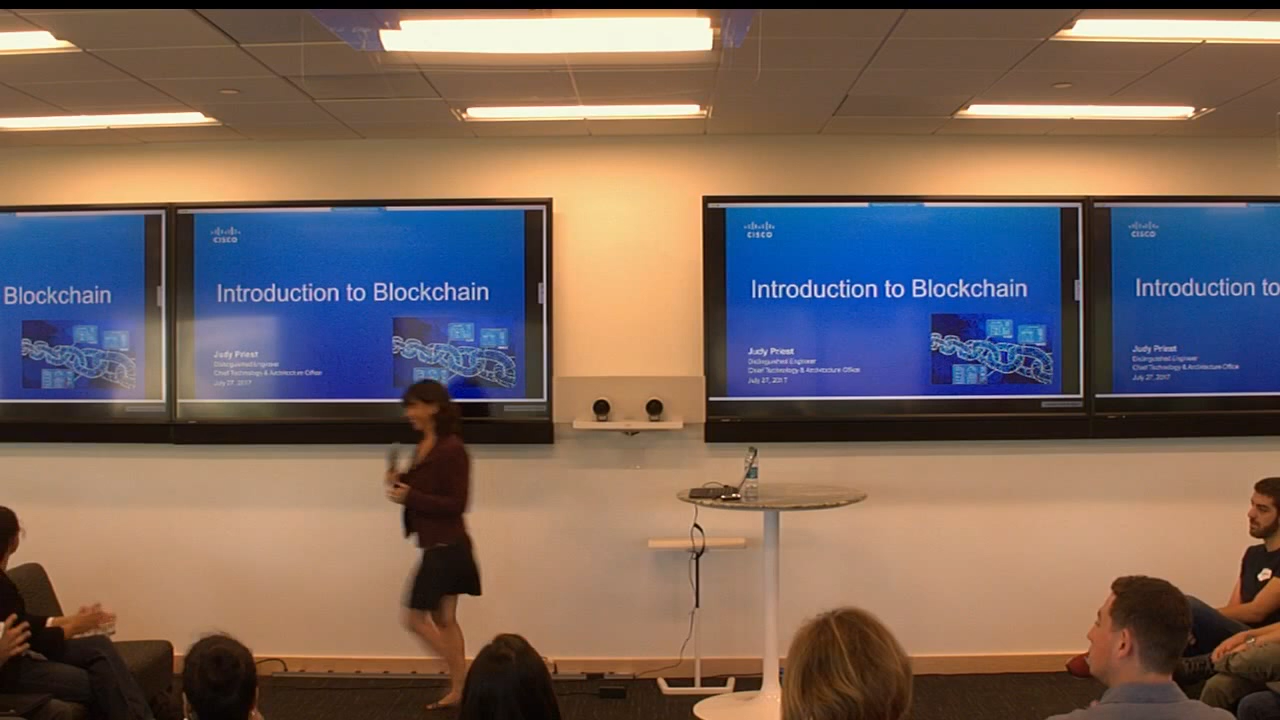 Blockchain
CISCO
Introduction to Blockchain
Judy Priest
Distinguished Engineer
Chief Technology & Architecture Office
July 27, 2017
CISCO
Introduction to Blockchain
Judy Priest
Distinguished Engineer
Chief Technology & Architecture Office
July 27, 2017
CISCO
Introduction to
Judy Priest
Distinguished Engineer
Chief Technology & Architecture Office
July 27, 2017